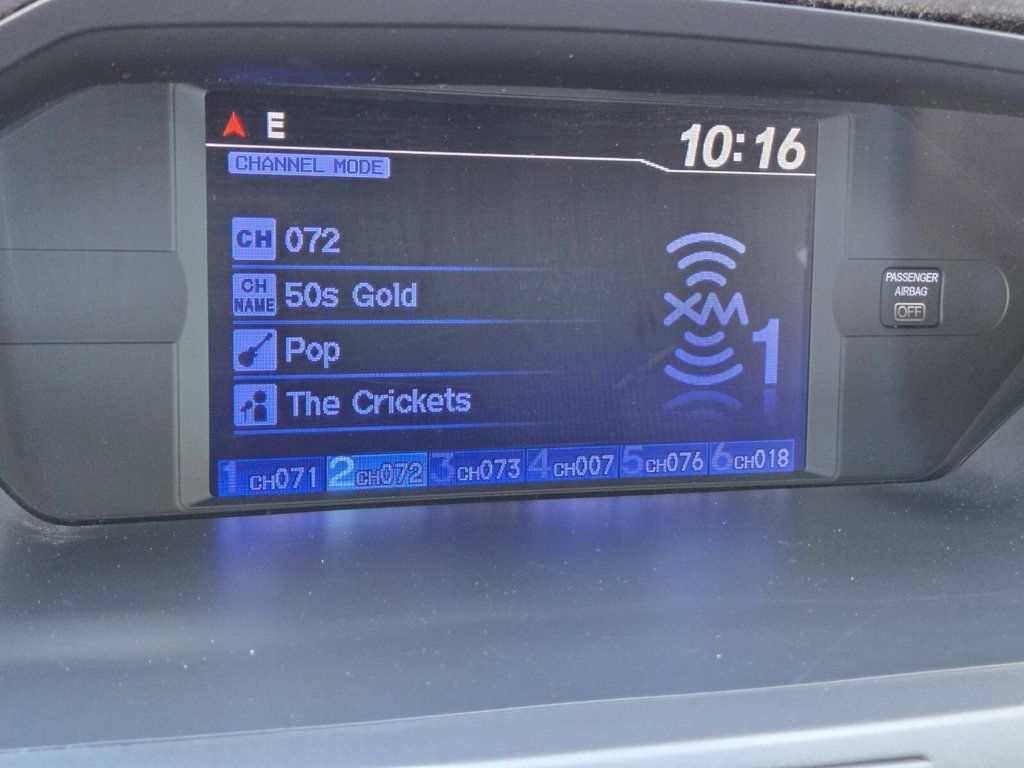 E
10:16
CHANNEL MODE
CH 072
CH NAME 50s Gold
Pop
The Crickets
XM 1
PASSENGER
AIRBAG
OFF
1 CH071 2 CH072 3 CH073 4 CH007 5 CH076 6 CH018